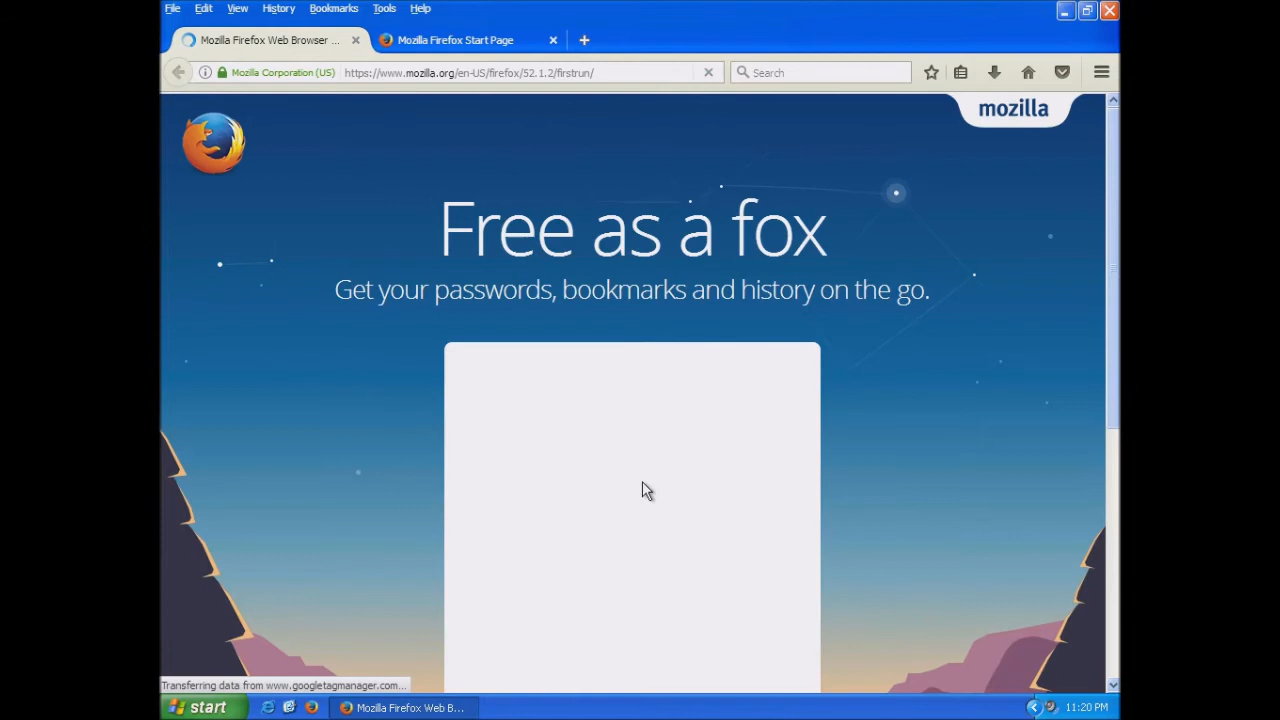 File Edit View History Bookmarks Tools Help
Mozilla Firefox Web Browser ... Mozilla Firefox Start Page
Mozilla Corporation (US) https://www.mozilla.org/en-US/firefox/52.1.2/firstrun/ Search
mozilla
Free as a fox
Get your passwords, bookmarks and history on the go.
Transferring data from www.googletagmanager.com...
start Mozilla Firefox Web B... 11:20 PM